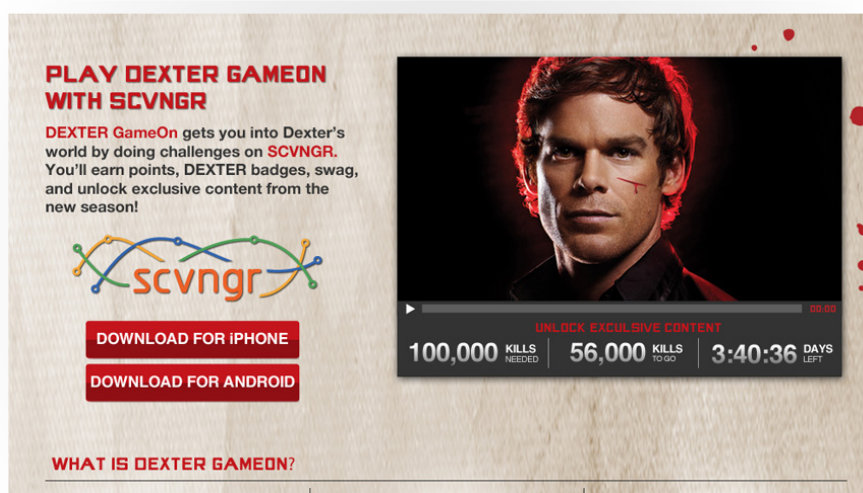 PLAY DEXTER GAMEON
WITH SCVNGR
DEXTER GameOn gets you into Dexter's
world by doing challenges on SCVNGR.
You'll earn points, DEXTER badges, swag,
and unlock exclusive content from the
new season!
scvngr
DOWNLOAD FOR iPHONE
DOWNLOAD FOR ANDROID
00:00
UNLOCK EXCULSIVE CONTENT
100,000 KILLS NEEDED
56,000 KILLS TO GO
3:40:36 DAYS LEFT
WHAT IS DEXTER GAMEON?